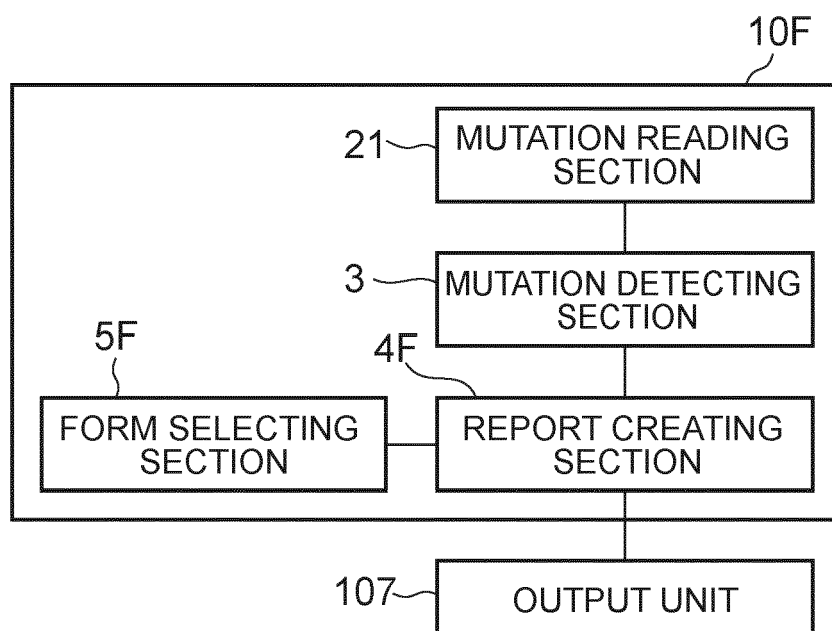 10F
21
MUTATION READING
SECTION
3
MUTATION DETECTING
SECTION
5F
4F
FORM SELECTING
SECTION
REPORT CREATING
SECTION
107
OUTPUT UNIT